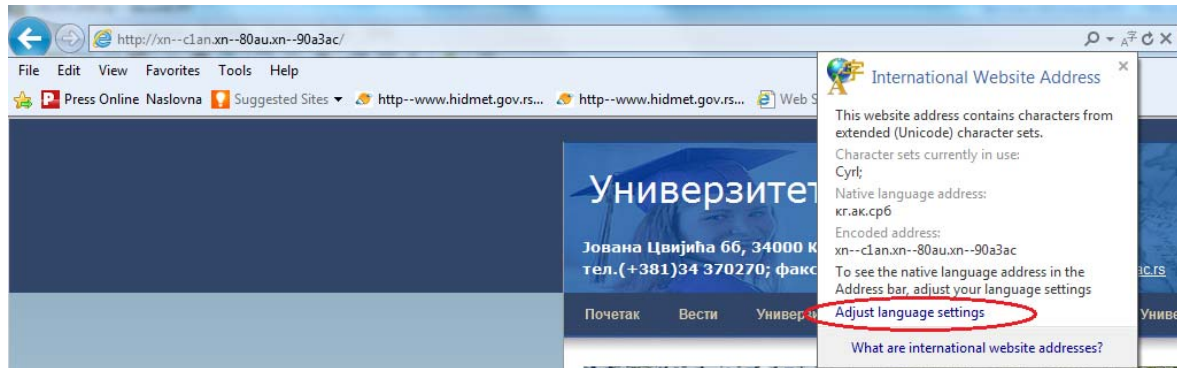 http://xn--c1an.xn--80au.xn--90a3ac/
File Edit View Favorites Tools Help
Press Online Naslovna Suggested Sites http--www.hidmet.gov.rs... http--www.hidmet.gov.rs... Web S
International Website Address
This website address contains characters from
extended (Unicode) character sets.
Character sets currently in use:
Cyrl;
Native language address:
кг.ак.срб
Encoded address:
xn--c1an.xn--80au.xn--90a3ac
To see the native language address in the
Address bar, adjust your language settings
Adjust language settings
What are international website addresses?
Универзитет
Јована Цвијића бб, 34000 К
тел.(+381)34 370270; факс
ac.rs
Почетак Вести Универзи Униве